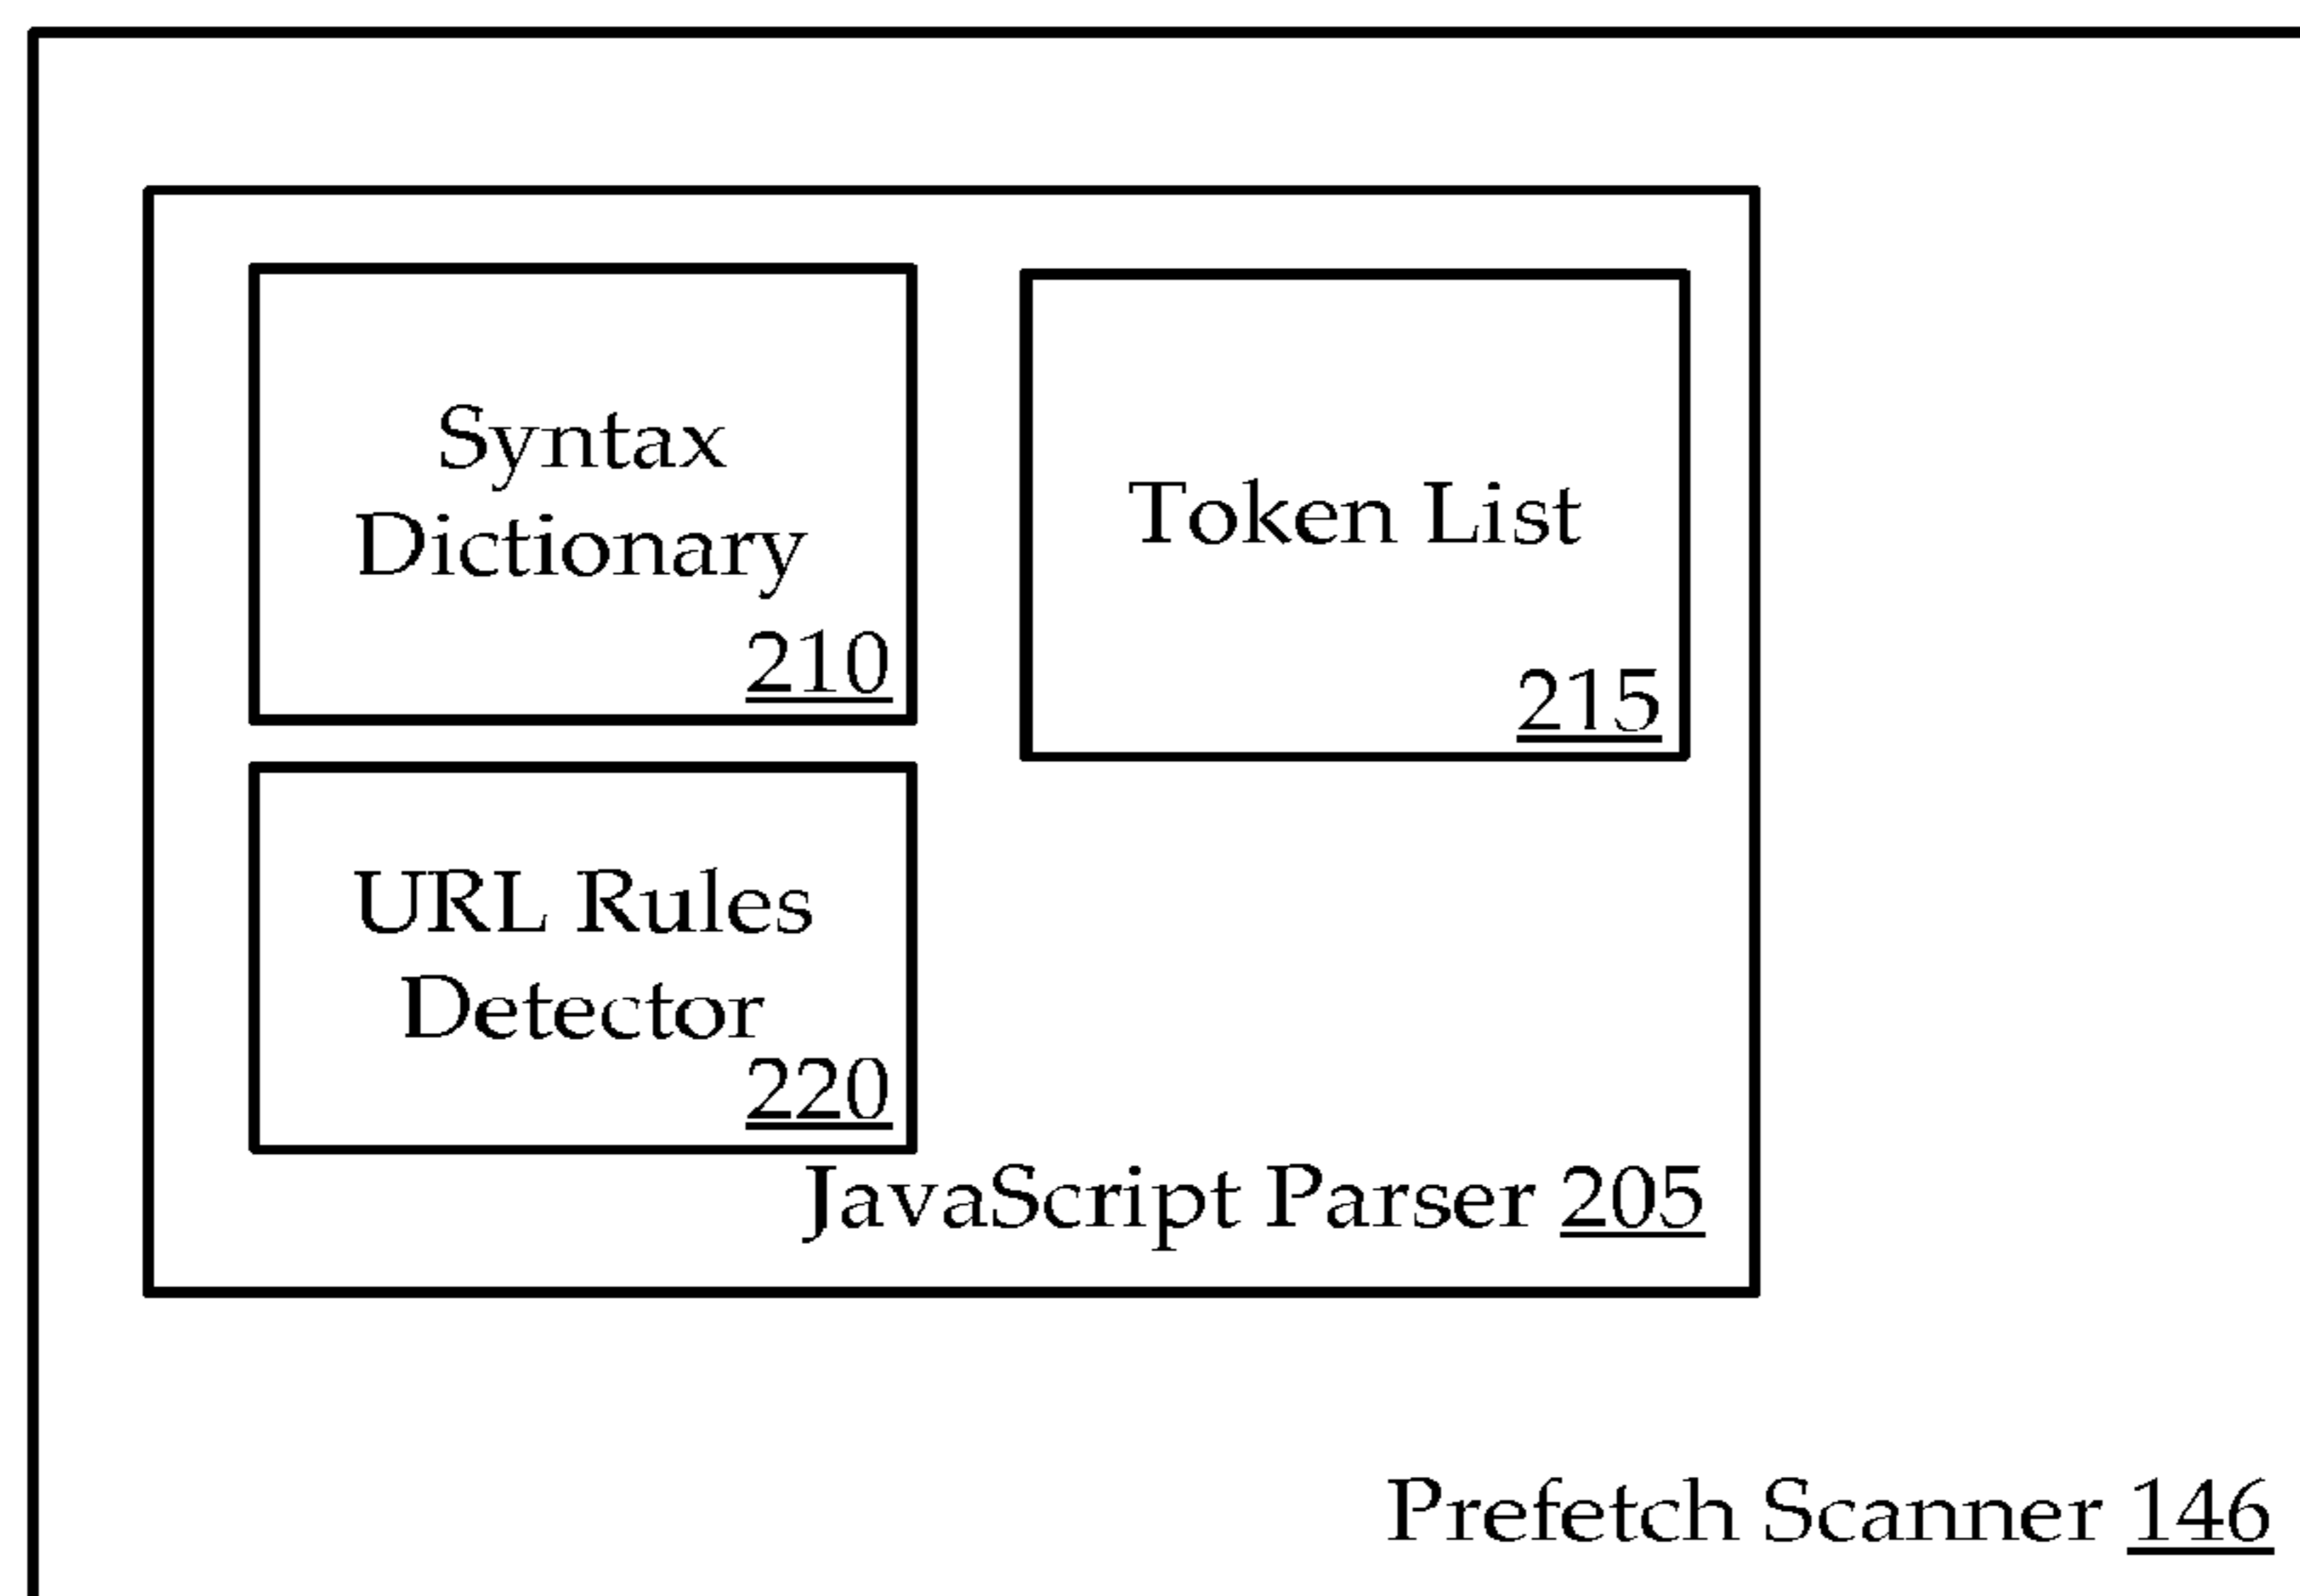 Syntax
Dictionary
210
Token List
215
URL Rules
Detector
220
JavaScript Parser 205
Prefetch Scanner 146